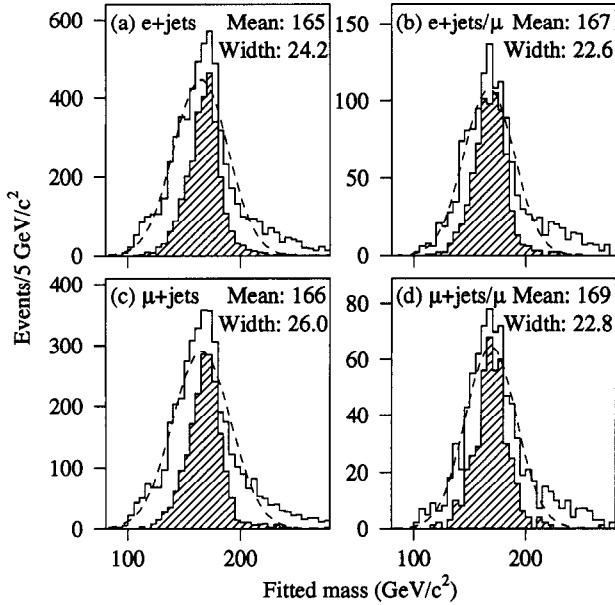 (a) e+jets Mean: 165
Width: 24.2
(b) e+jets/μ Mean: 167
Width: 22.6
600
400
200
0
150
100
50
0
(c) μ+jets Mean: 166
Width: 26.0
(d) μ+jets/μ Mean: 169
Width: 22.8
400
300
200
100
0
80
60
40
20
0
100 200
100 200
Events/5 GeV/c²
Fitted mass (GeV/c²)